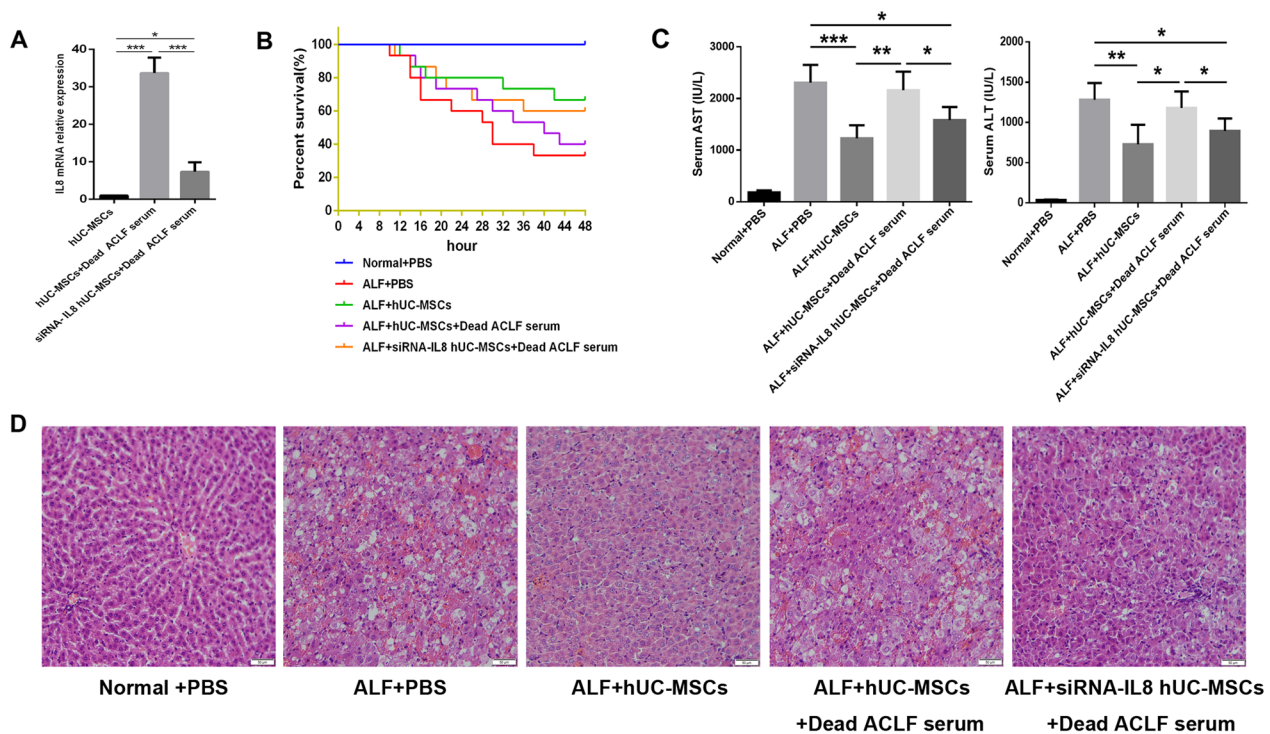 A
*
*** ***
IL8 mRNA relative expression
40
30
20
10
0
hUC-MSCs
hUC-MSCs+Dead ACLF serum
siRNA- IL8 hUC-MSCs+Dead ACLF serum
B
Percent survival(%)
100
80
60
40
20
0
0 4 8 12 16 20 24 28 32 36 40 44 48
hour
Normal+PBS
ALF+PBS
ALF+hUC-MSCs
ALF+hUC-MSCs+Dead ACLF serum
ALF+siRNA-IL8 hUC-MSCs+Dead ACLF serum
C
*
***
** *
Serum AST (IU/L)
3000
2000
1000
0
Normal+PBS
ALF+PBS
ALF+hUC-MSCs
ALF+hUC-MSCs+Dead ACLF serum
ALF+siRNA-IL8 hUC-MSCs+Dead ACLF serum
*
**
* *
Serum ALT (IU/L)
2000
1500
1000
500
0
Normal+PBS
ALF+PBS
ALF+hUC-MSCs
ALF+hUC-MSCs+Dead ACLF serum
ALF+siRNA-IL8 hUC-MSCs+Dead ACLF serum
D
Normal +PBS
ALF+PBS
ALF+hUC-MSCs
ALF+hUC-MSCs
+Dead ACLF serum
ALF+siRNA-IL8 hUC-MSCs
+Dead ACLF serum